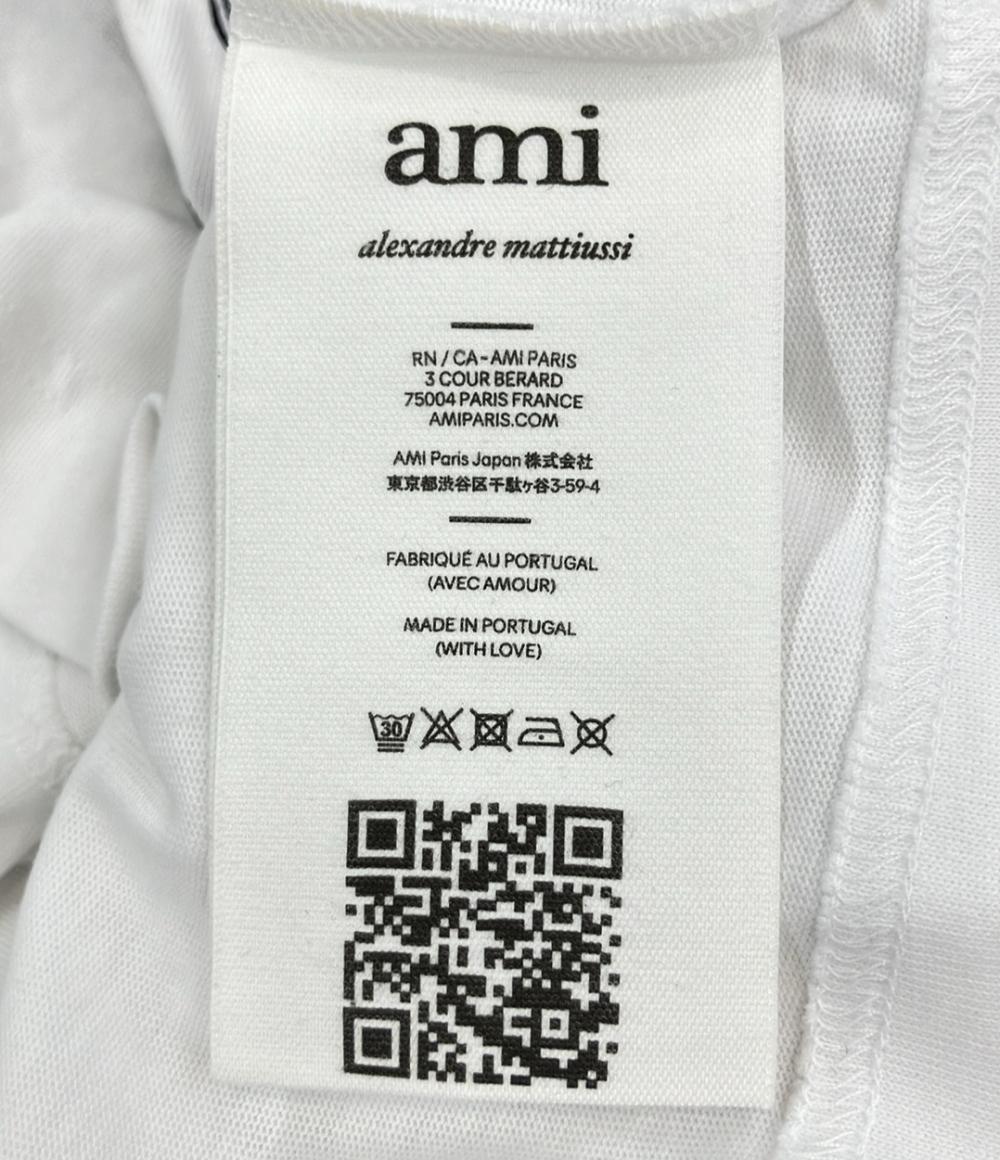 ami
alexandre mattiussi
RN / CA-AMI PARIS
3 COUR BERARD
75004 PARIS FRANCE
AMIPARIS.COM
AMI Paris Japan 株式会社
東京都渋谷区千駄ヶ谷3-59-4
FABRIQUÉ AU PORTUGAL
(AVEC AMOUR)
MADE IN PORTUGAL
(WITH LOVE)
30